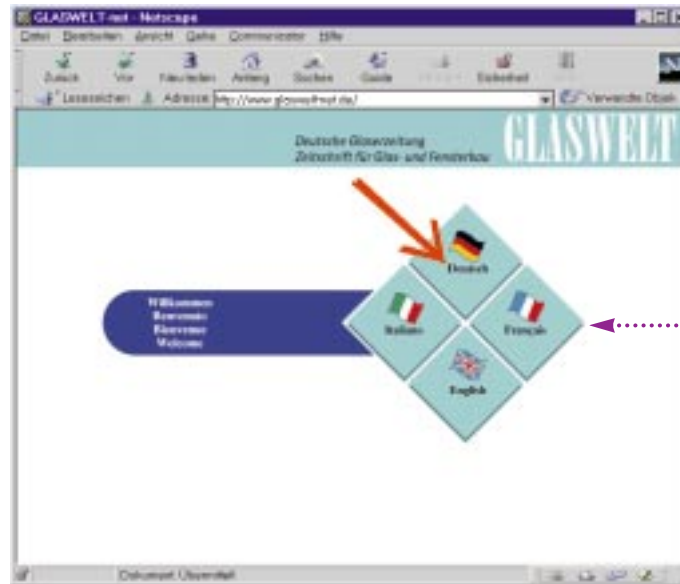 GLASWELT-net - Netscape
Datei Bearbeiten Ansicht Gehe Communicator Hilfe
Zurück Vor Neu laden Anfang Suchen Guide Sicherheit
Lesezeichen Adresse http://www.glaswelt-net.de/ Verwandte Objek
Deutsche Glaserzeitung
Zeitschrift für Glas- und Fensterbau
GLASWELT
Deutsch
Willkommen
Benvenuto
Bienvenue
Welcome
Italiano
Français
English
Dokument: Übermittelt